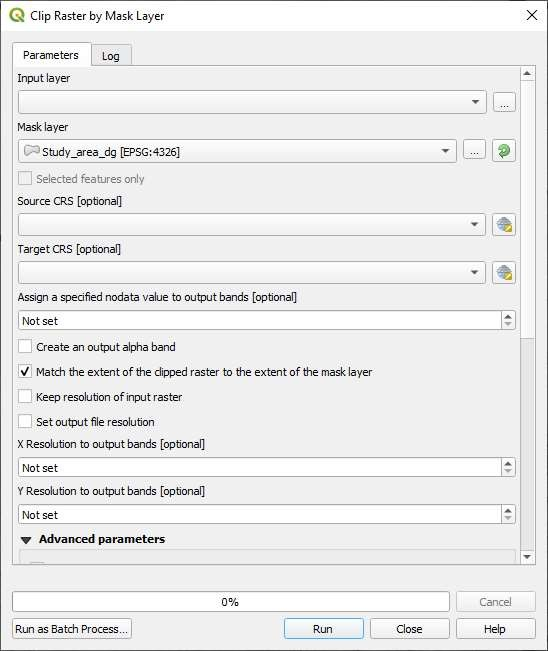 Clip Raster by Mask Layer
Parameters
Log
Input layer
...
Mask layer
Study_area_dg [EPSG:4326]
...
Selected features only
Source CRS [optional]
Target CRS [optional]
Assign a specified nodata value to output bands [optional]
Not set
Create an output alpha band
Match the extent of the clipped raster to the extent of the mask layer
Keep resolution of input raster
Set output file resolution
X Resolution to output bands [optional]
Not set
Y Resolution to output bands [optional]
Not set
Advanced parameters
0%
Cancel
Run as Batch Process...
Run
Close
Help